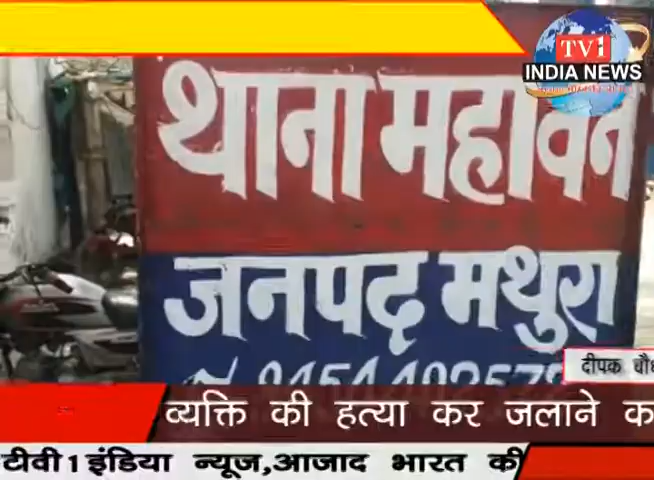 TV1
INDIA NEWS
थाना महावन
जनपद मथुरा
दीपक चौध
व्यक्ति की हत्या कर जलाने क
टीवी 1 इंडिया न्यूज,आजाद भारत की